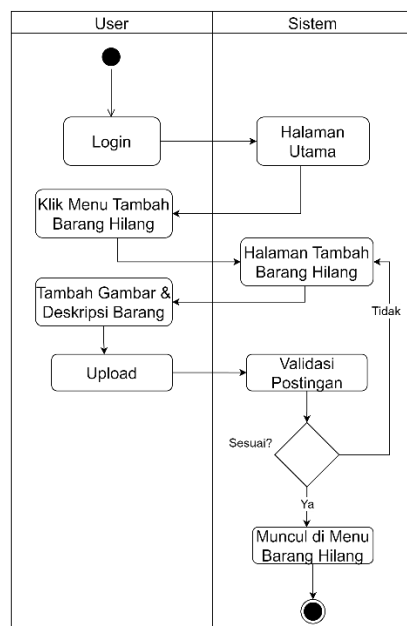 User
Sistem
Login
Halaman
Utama
Klik Menu Tambah
Barang Hilang
Halaman Tambah
Barang Hilang
Tambah Gambar &
Deskripsi Barang
Tidak
Upload
Validasi
Postingan
Sesuai?
Ya
Muncul di Menu
Barang Hilang